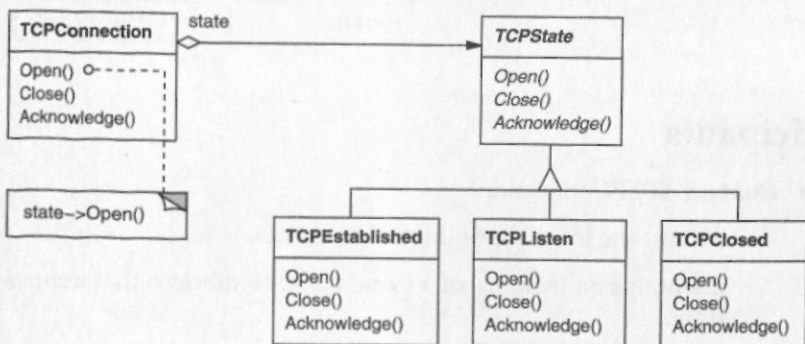 state
TCPConnection
Open()
Close()
Acknowledge()
state->Open()
TCPState
Open()
Close()
Acknowledge()
TCPEstablished
Open()
Close()
Acknowledge()
TCPListen
Open()
Close()
Acknowledge()
TCPClosed
Open()
Close()
Acknowledge()